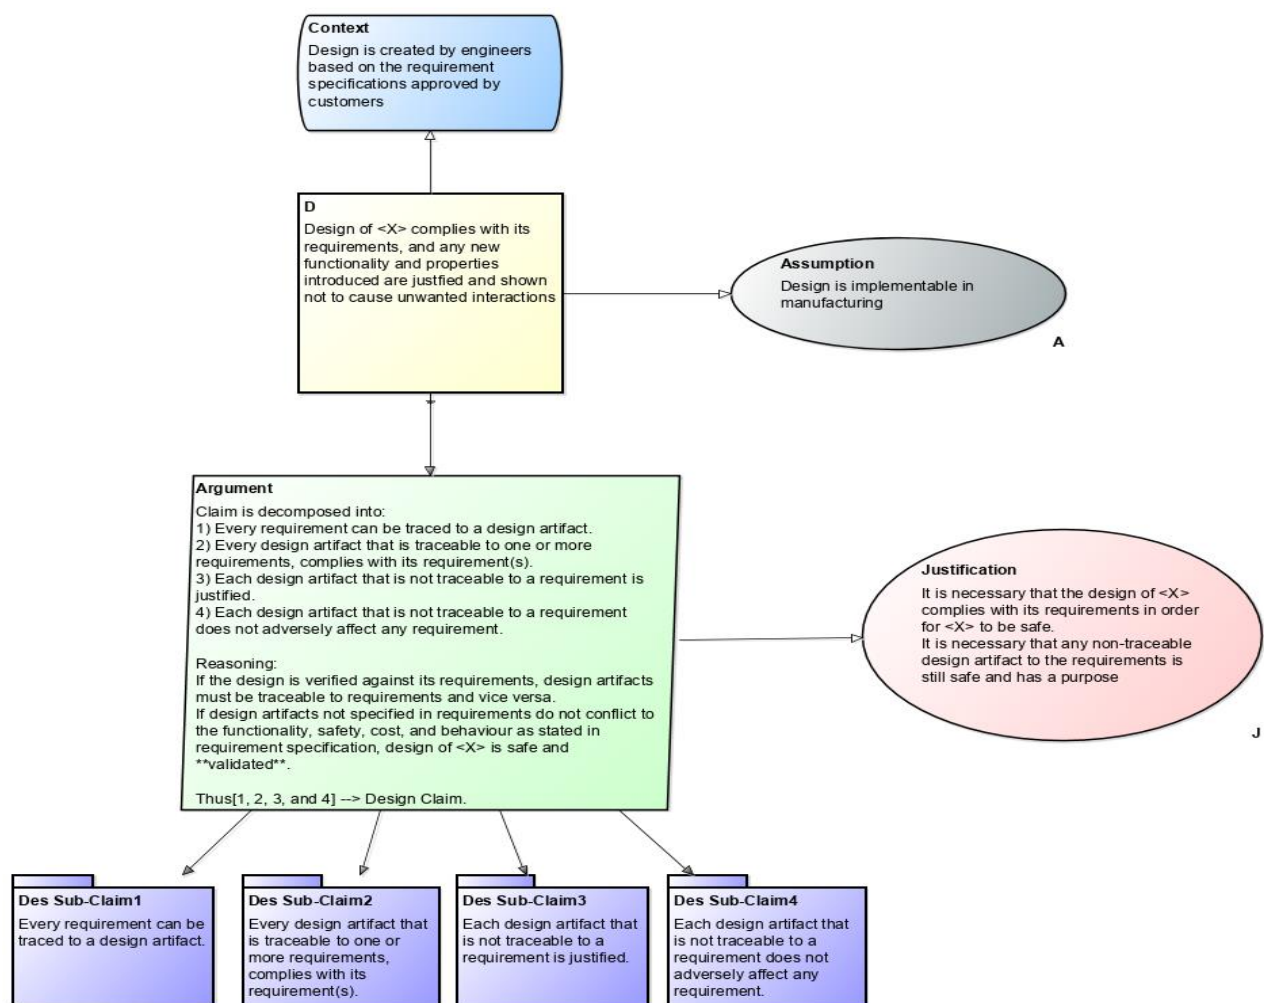 Context
Design is created by engineers
based on the requirement
specifications approved by
customers
D
Design of <X> complies with its
requirements, and any new
functionality and properties
introduced are justfied and shown
not to cause unwanted interactions
Assumption
Design is implementable in
manufacturing
A
Argument
Claim is decomposed into:
1) Every requirement can be traced to a design artifact.
2) Every design artifact that is traceable to one or more
requirements, complies with its requirement(s).
3) Each design artifact that is not traceable to a requirement is
justified.
4) Each design artifact that is not traceable to a requirement
does not adversely affect any requirement.
Reasoning:
If the design is verified against its requirements, design artifacts
must be traceable to requirements and vice versa.
If design artifacts not specified in requirements do not conflict to
the functionality, safety, cost, and behaviour as stated in
requirement specification, design of <X> is safe and
**validated**.
Thus[1, 2, 3, and 4] --> Design Claim.
Justification
It is necessary that the design of <X>
complies with its requirements in order
for <X> to be safe.
It is necessary that any non-traceable
design artifact to the requirements is
still safe and has a purpose
J
Des Sub-Claim1
Every requirement can be
traced to a design artifact.
Des Sub-Claim2
Every design artifact that
is traceable to one or
more requirements,
complies with its
requirement(s).
Des Sub-Claim3
Each design artifact that
is not traceable to a
requirement is justified.
Des Sub-Claim4
Each design artifact that
is not traceable to a
requirement does not
adversely affect any
requirement.